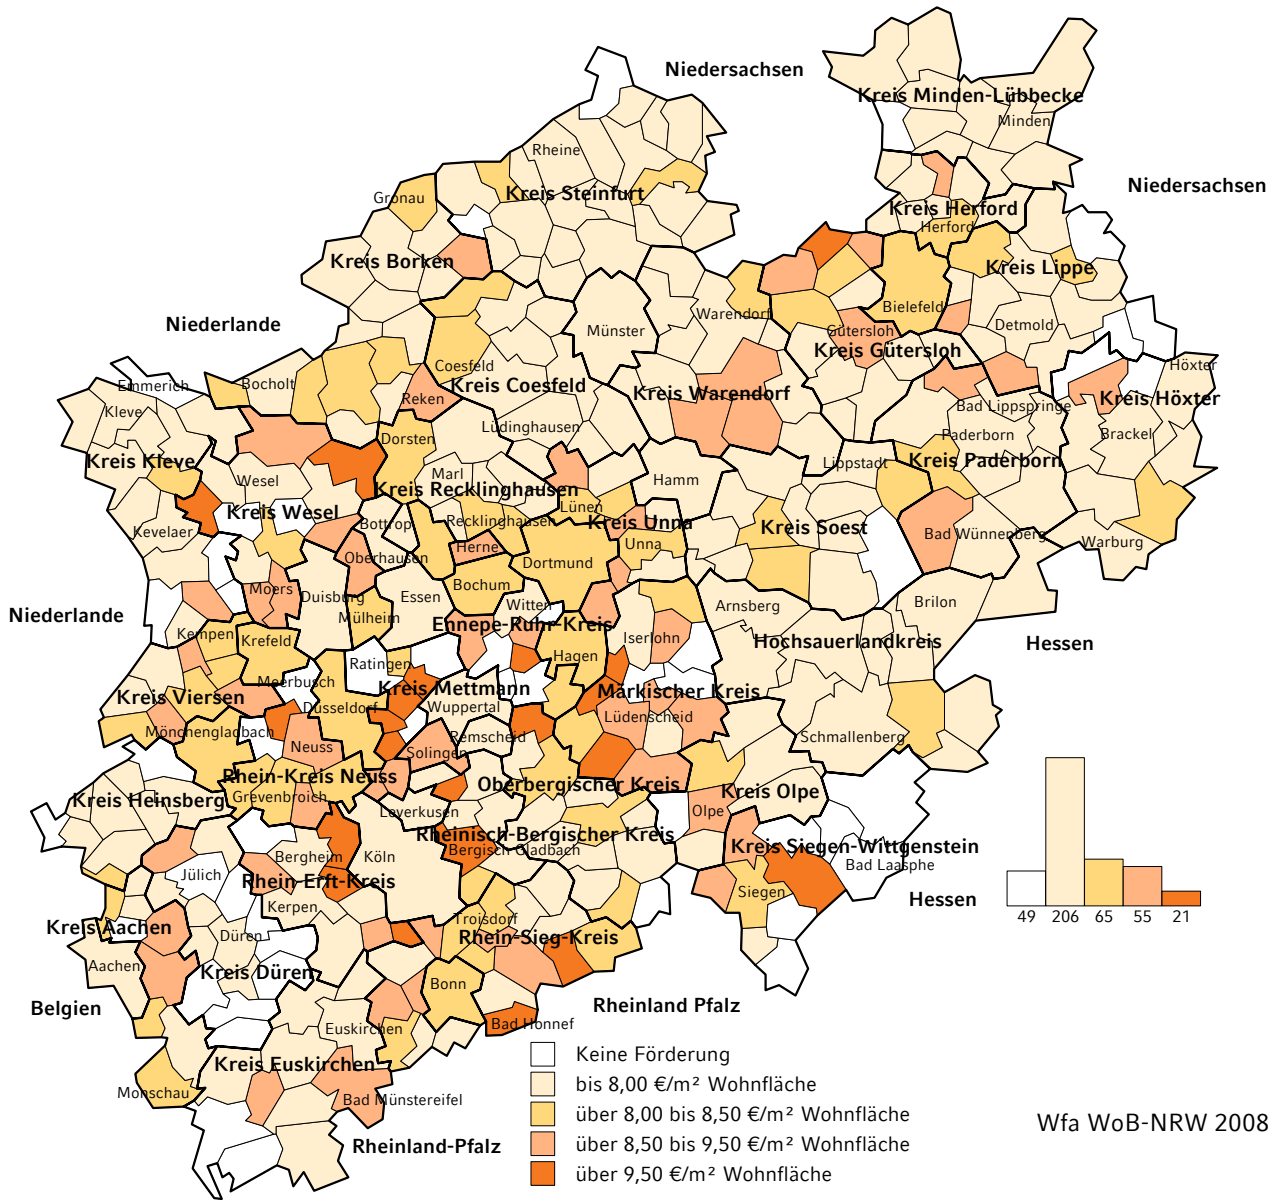 Niedersachsen
Kreis Minden-Lübbecke
Minden
Rheine
Niedersachsen
Gronau
Kreis Steinfurt
Kreis Herford
Herford
Kreis Borken
Kreis Lippe
Warendorf
Bielefeld
Niederlande
Münster
Gütersloh
Detmold
Kreis Gütersloh
Coesfeld
Höxter
Emmerich
Bocholt
Kreis Coesfeld
Kreis Warendorf
Reken
Kreis Höxter
Kleve
Bad Lippspringe
Lüdinghausen
Dorsten
Paderborn
Brackel
Kreis Kleve
Lippstadt
Kreis Paderborn
Marl
Wesel
Hamm
Kreis Recklinghausen
Lünen
Kreis Wesel
Bottrop
Recklinghausen
Kreis Unna
Kreis Soest
Kevelaer
Bad Wünnenberg
Unna
Warburg
Herne
Oberhausen
Dortmund
Bochum
Moers
Duisburg
Essen
Witten
Arnsberg
Brilon
Niederlande
Mülheim
Ennepe-Ruhr-Kreis
Kempen
Krefeld
Iserlohn
Hochsauerlandkreis
Hessen
Ratingen
Hagen
Meerbusch
Kreis Mettmann
Märkischer Kreis
Kreis Viersen
Düsseldorf
Wuppertal
Lüdenscheid
Mönchengladbach
Remscheid
Schmallenberg
Neuss
Solingen
Rhein-Kreis Neuss
Oberbergischer Kreis
Kreis Olpe
Grevenbroich
Kreis Heinsberg
Leverkusen
Olpe
Rheinisch-Bergischer Kreis
Kreis Siegen-Wittgenstein
Bergisch Gladbach
Bergheim
Köln
Bad Laasphe
Jülich
Rhein-Erft-Kreis
Siegen
Hessen
Kerpen
49 206 65 55 21
Troisdorf
Kreis Aachen
Düren
Rhein-Sieg-Kreis
Aachen
Kreis Düren
Bonn
Belgien
Rheinland Pfalz
Bad Honnef
Euskirchen
Kreis Euskirchen
Monschau
Bad Münstereifel
Rheinland-Pfalz
Keine Förderung
bis 8,00 €/m² Wohnfläche
über 8,00 bis 8,50 €/m² Wohnfläche
über 8,50 bis 9,50 €/m² Wohnfläche
über 9,50 €/m² Wohnfläche
Wfa WoB-NRW 2008